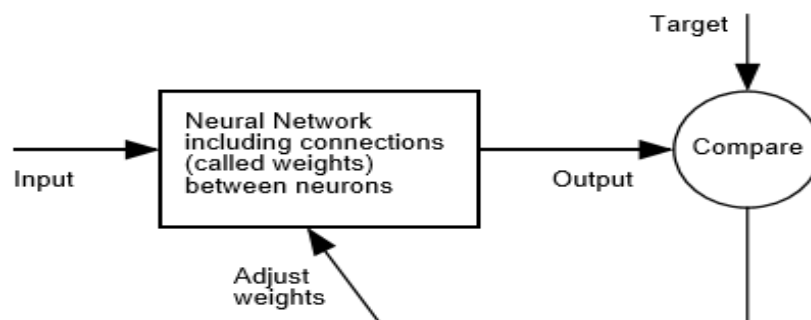 Target
Neural Network
including connections
(called weights)
between neurons
Compare
Input
Output
Adjust
weights